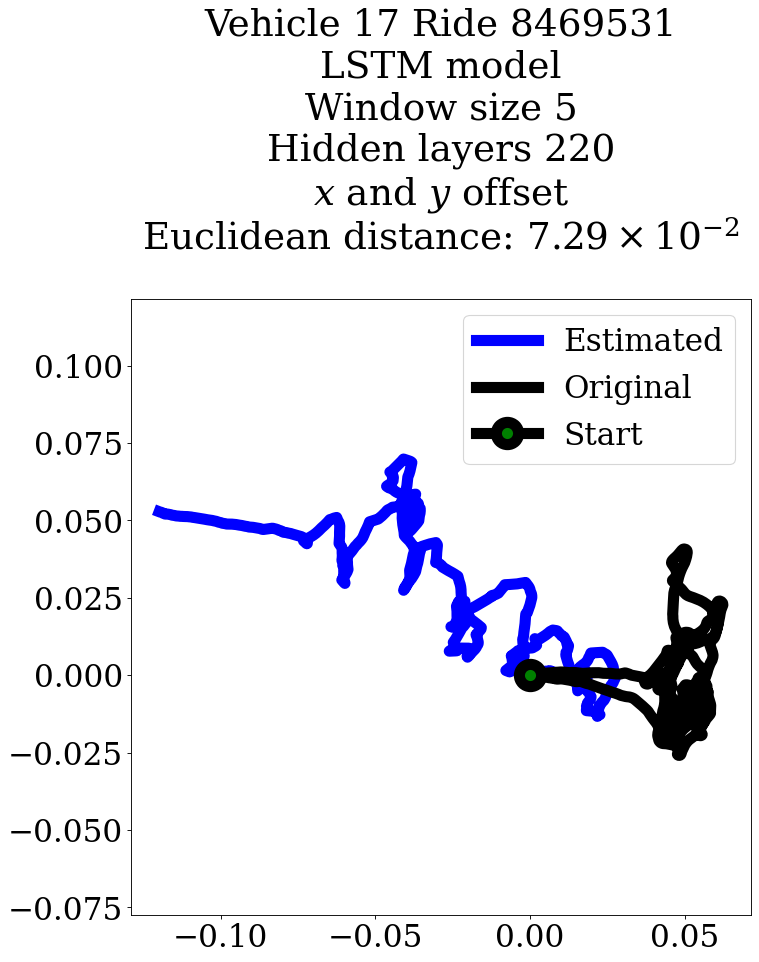 Vehicle 17 Ride 8469531
LSTM model
Window size 5
Hidden layers 220
x and y offset
Euclidean distance: 7.29 × 10⁻²
Estimated
Original
Start
0.100
0.075
0.050
0.025
0.000
−0.025
−0.050
−0.075
−0.10 −0.05 0.00 0.05